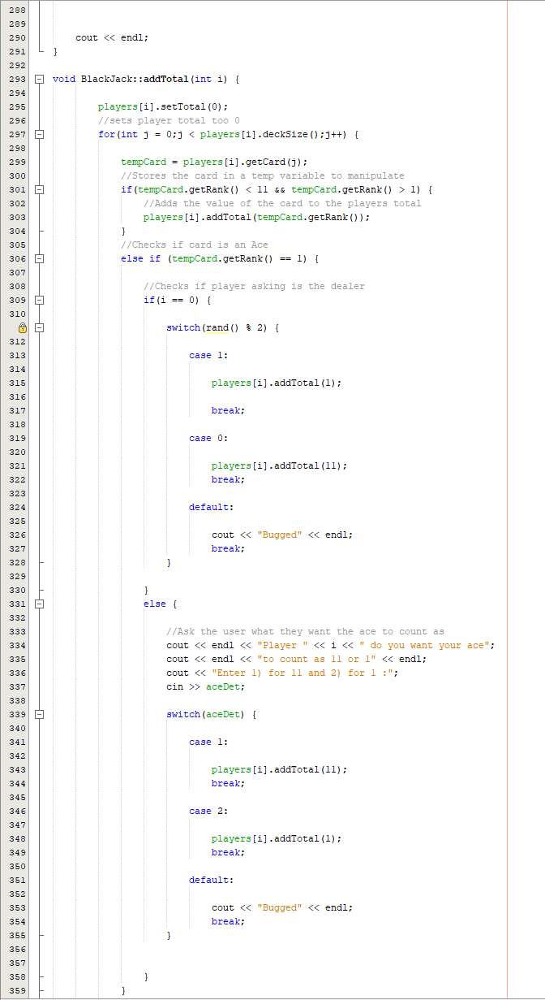 288
289
290 cout << endl;
291 }
292
293 void BlackJack::addTotal(int i) {
294
295 players[i].setTotal(0);
296 //sets player total too 0
297 for(int j = 0;j < players[i].deckSize();j++) {
298
299 tempCard = players[i].getCard(j);
300 //Stores the card in a temp variable to manipulate
301 if(tempCard.getRank() < 11 && tempCard.getRank() > 1) {
302 //Adds the value of the card to the players total
303 players[i].addTotal(tempCard.getRank());
304 }
305 //Checks if card is an Ace
306 else if (tempCard.getRank() == 1) {
307
308 //Checks if player asking is the dealer
309 if(i == 0) {
310
switch(rand() % 2) {
312
313 case 1:
314
315 players[i].addTotal(1);
316
317 break;
318
319 case 0:
320
321 players[i].addTotal(11);
322 break;
323
324 default:
325
326 cout << "Bugged" << endl;
327 break;
328 }
329
330 }
331 else {
332
333 //Ask the user what they want the ace to count as
334 cout << endl << "Player " << i << " do you want your ace";
335 cout << endl << "to count as 11 or 1" << endl;
336 cout << "Enter 1) for 11 and 2) for 1 :";
337 cin >> aceDet;
338
339 switch(aceDet) {
340
341 case 1:
342
343 players[i].addTotal(11);
344 break;
345
346 case 2:
347
348 players[i].addTotal(1);
349 break;
350
351 default:
352
353 cout << "Bugged" << endl;
354 break;
355 }
356
357
358 }
359 }